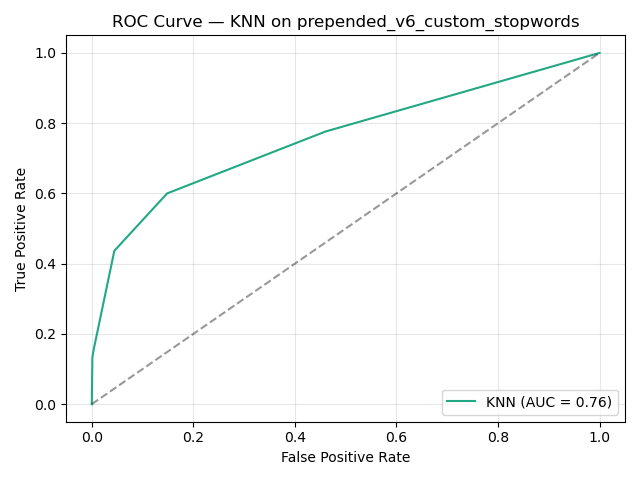 ROC Curve — KNN on prepended_v6_custom_stopwords
True Positive Rate
1.0
0.8
0.6
0.4
0.2
0.0
KNN (AUC = 0.76)
0.0 0.2 0.4 0.6 0.8 1.0
False Positive Rate